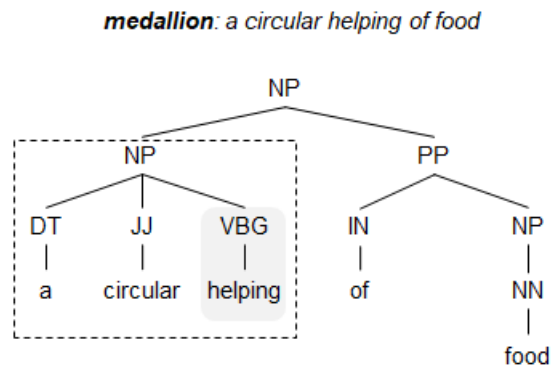 medallion: a circular helping of food
NP
NP PP
DT JJ VBG IN NP
a circular helping of NN
food